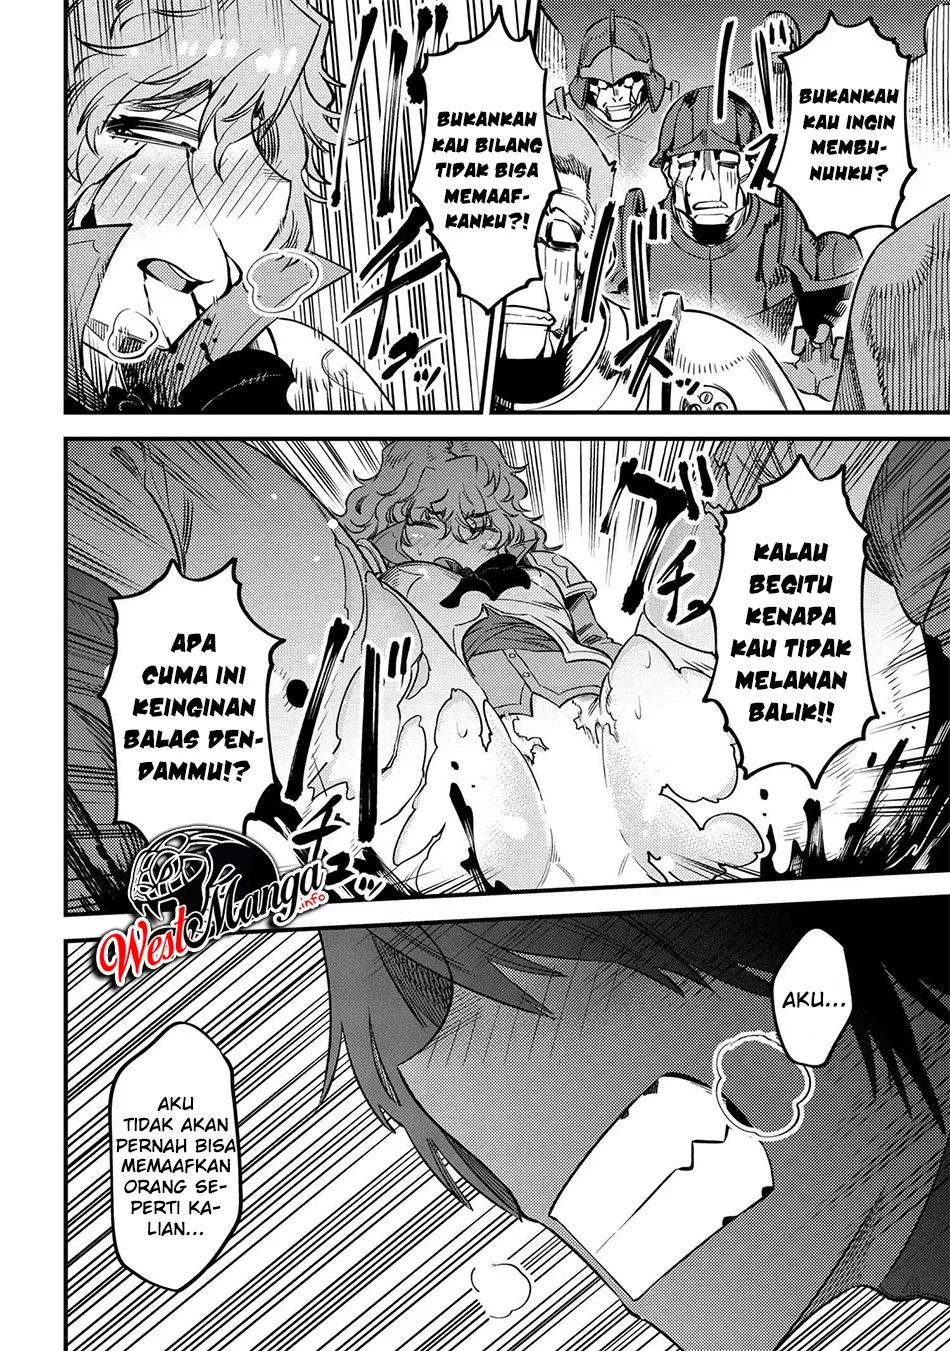 BUKANKAH
KAU INGIN
MEMBU-
NUHKU?
BUKANKAH
KAU BILANG
TIDAK BISA
MEMAAF-
KANKU?!
KALAU
BEGITU
KENAPA
KAU TIDAK
MELAWAN
BALIK!!
APA
CUMA INI
KEINGINAN
BALAS DEN-
DAMMU!?
WESTMANGA
.info
AKU...
AKU
TIDAK AKAN
PERNAH BISA
MEMAAFKAN
ORANG SE-
PERTI KA-
LIAN...